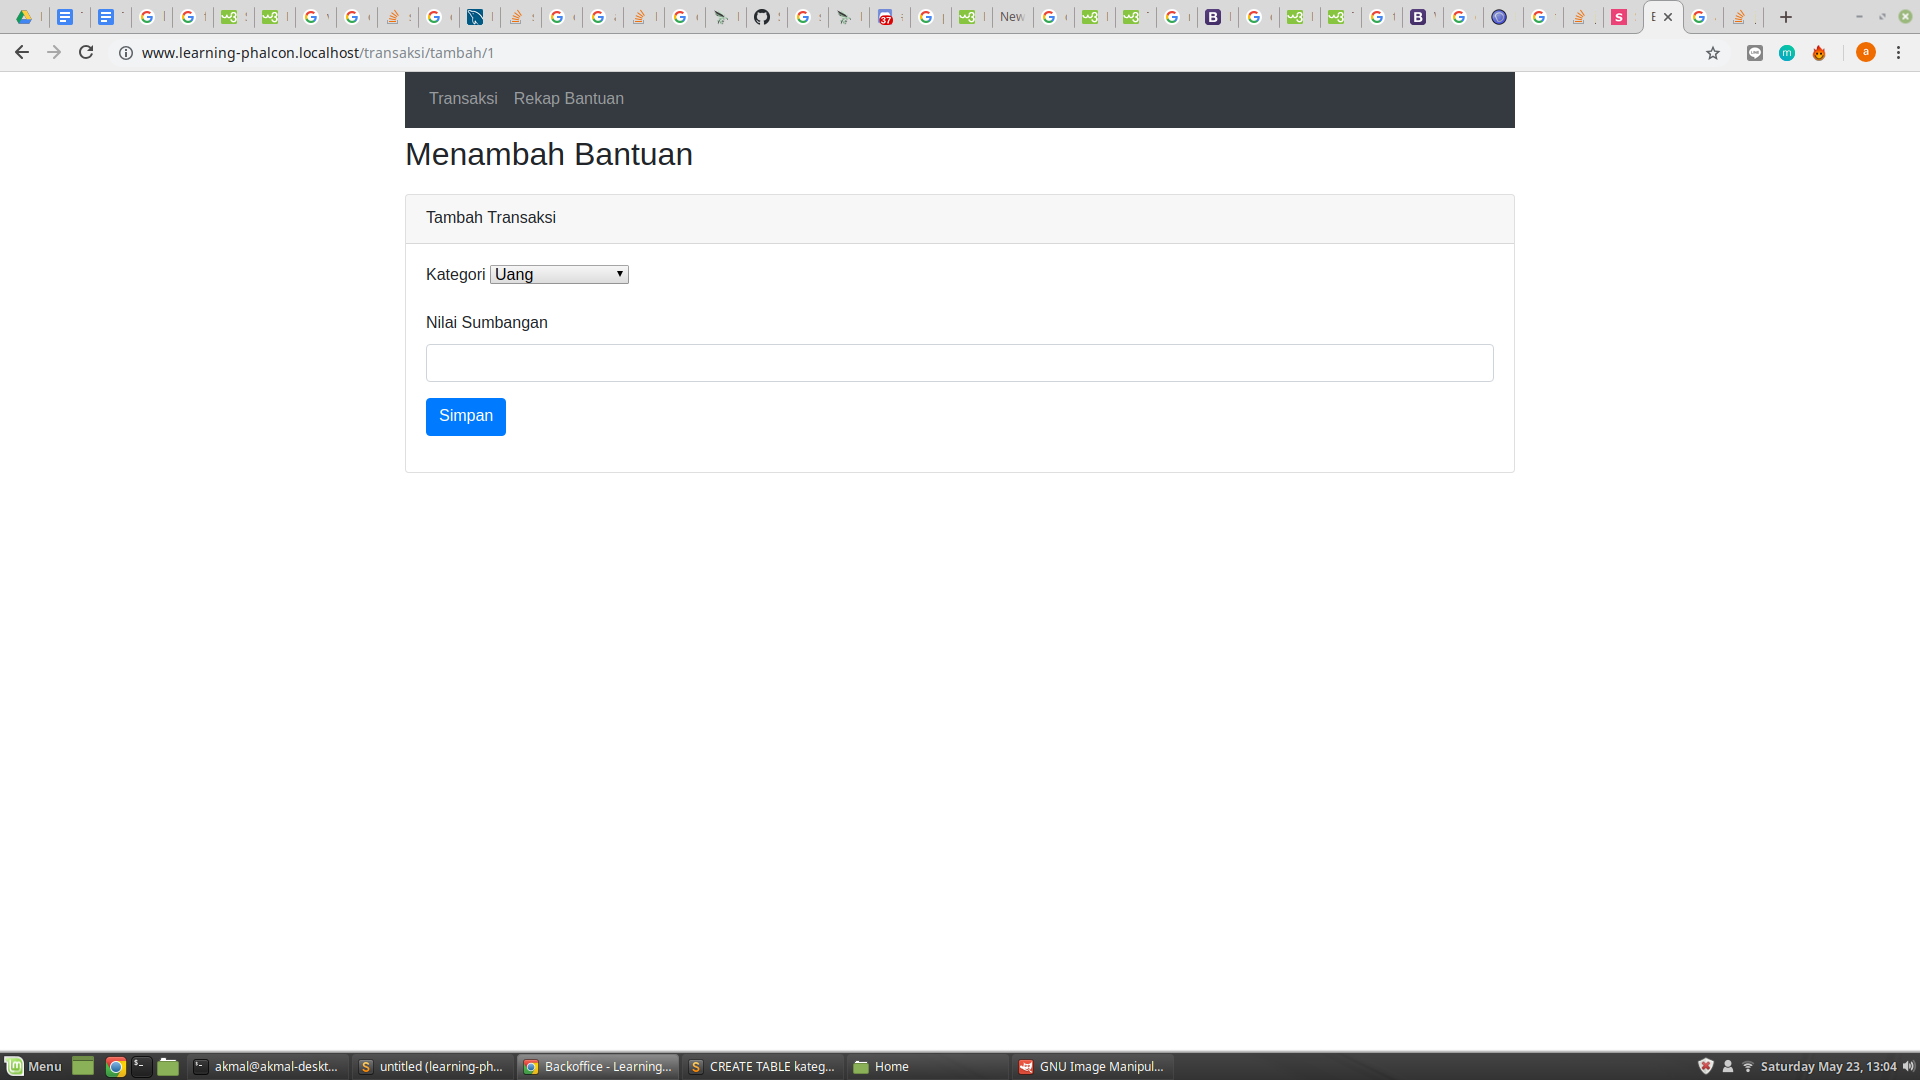 New
www.learning-phalcon.localhost/transaksi/tambah/1
Transaksi Rekap Bantuan
Menambah Bantuan
Tambah Transaksi
Kategori Uang
Nilai Sumbangan
Simpan
Menu akmal@akmal-deskt... untitled (learning-ph... Backoffice - Learning... CREATE TABLE kateg... Home GNU Image Manipul... Saturday May 23, 13:04